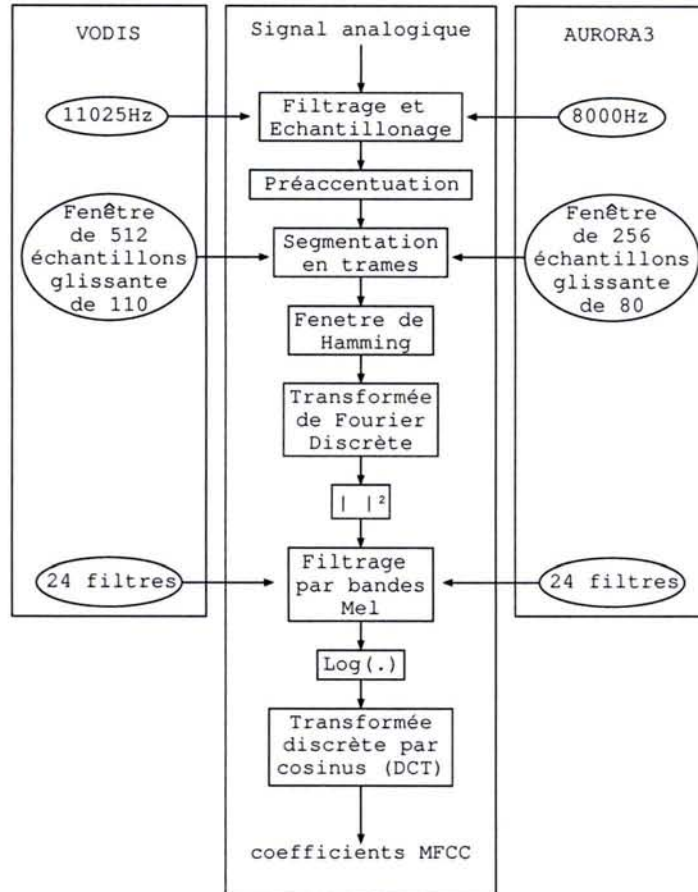 VODIS
11025Hz
Fenêtre
de 512
échantillons
glissante
de 110
24 filtres
Signal analogique
Filtrage et
Echantillonage
Préaccentuation
Segmentation
en trames
Fenetre de
Hamming
Transformée
de Fourier
Discrète
| |²
Filtrage
par bandes
Mel
Log(.)
Transformée
discrète par
cosinus (DCT)
coefficients MFCC
AURORA3
8000Hz
Fenêtre
de 256
échantillons
glissante
de 80
24 filtres